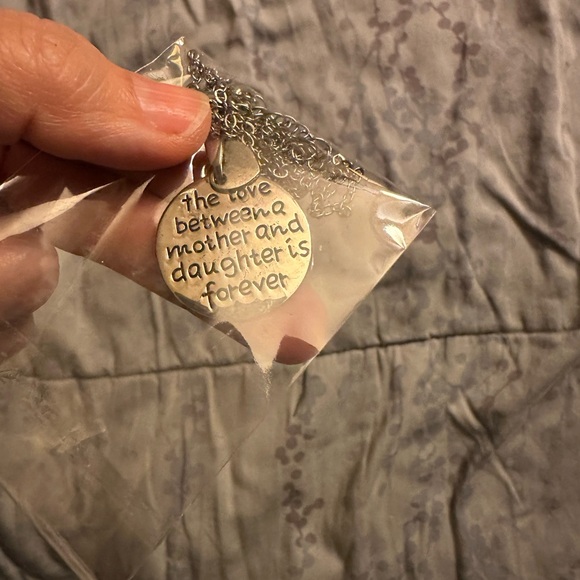 the love
between a
mother and
daughter is
forever